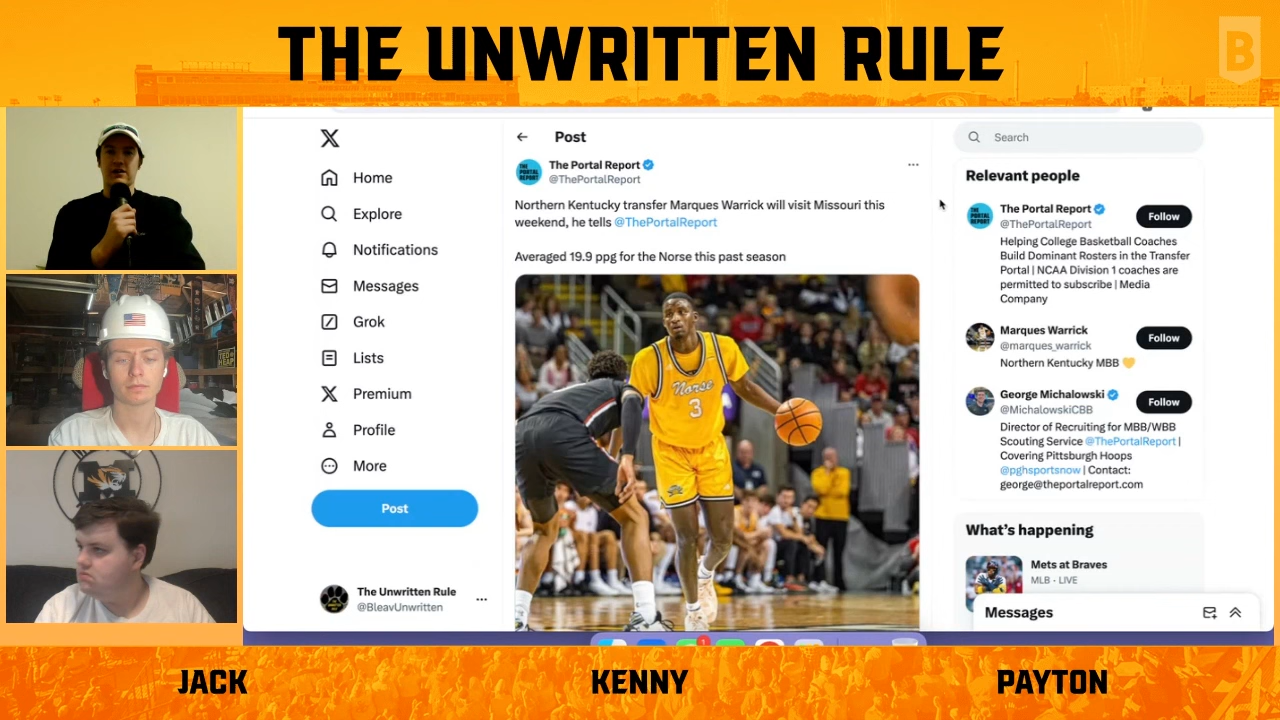 THE UNWRITTEN RULE
B
Home
Explore
Notifications
Messages
Grok
Lists
Premium
Profile
More
Post
The Unwritten Rule
@BleavUnwritten
Post
The Portal Report
@ThePortalReport
Northern Kentucky transfer Marques Warrick will visit Missouri this
weekend, he tells @ThePortalReport
Averaged 19.9 ppg for the Norse this past season
Norse
3
Search
Relevant people
The Portal Report
@ThePortalReport
Follow
Helping College Basketball Coaches
Build Dominant Rosters in the Transfer
Portal | NCAA Division 1 coaches are
permitted to subscribe | Media
Company
Marques Warrick
@marques_warrick
Follow
Northern Kentucky MBB
George Michalowski
@MichalowskiCBB
Follow
Director of Recruiting for MBB/WBB
Scouting Service @ThePortalReport |
Covering Pittsburgh Hoops
@pghsportsnow | Contact:
george@theportalreport.com
What's happening
Mets at Braves
MLB · LIVE
Messages
1
JACK
KENNY
PAYTON